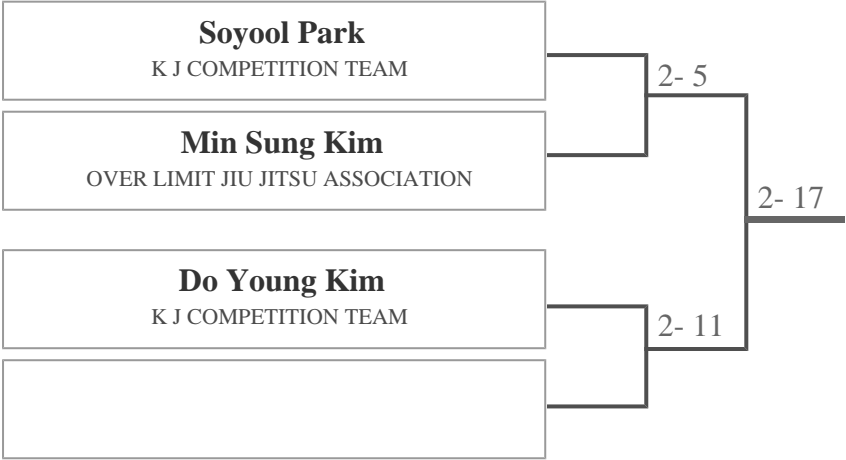 Soyool Park
K J COMPETITION TEAM
2- 5
Min Sung Kim
OVER LIMIT JIU JITSU ASSOCIATION
2- 17
Do Young Kim
K J COMPETITION TEAM
2- 11